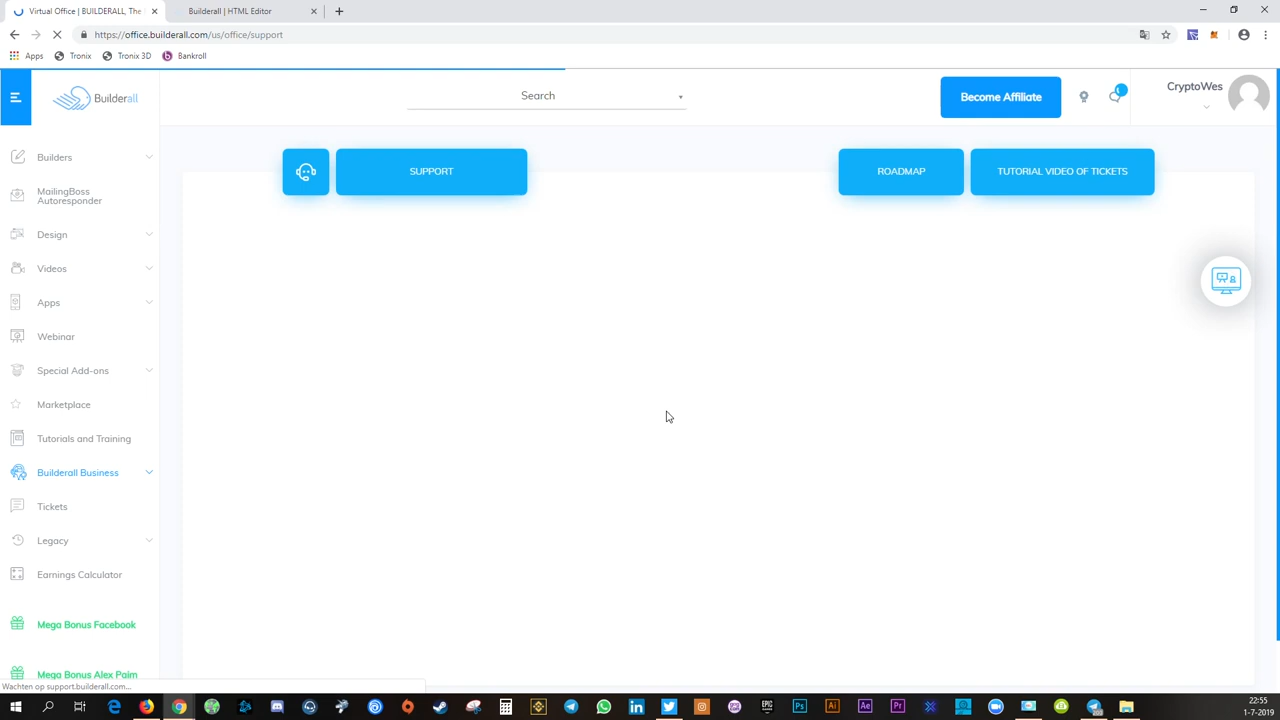 Virtual Office | BUILDERALL, The
Builderall | HTML Editor
https://office.builderall.com/us/office/support
Apps
Tronix
Tronix 3D
Bankroll
Builderall
Search
Become Affiliate
CryptoWes
Builders
SUPPORT
ROADMAP
TUTORIAL VIDEO OF TICKETS
MailingBoss
Autoresponder
Design
Videos
Apps
Webinar
Special Add-ons
Marketplace
Tutorials and Training
Builderall Business
Tickets
Legacy
Earnings Calculator
Mega Bonus Facebook
Mega Bonus Alex Paim
Wachten op support.builderall.com...
22:55
1-7-2019